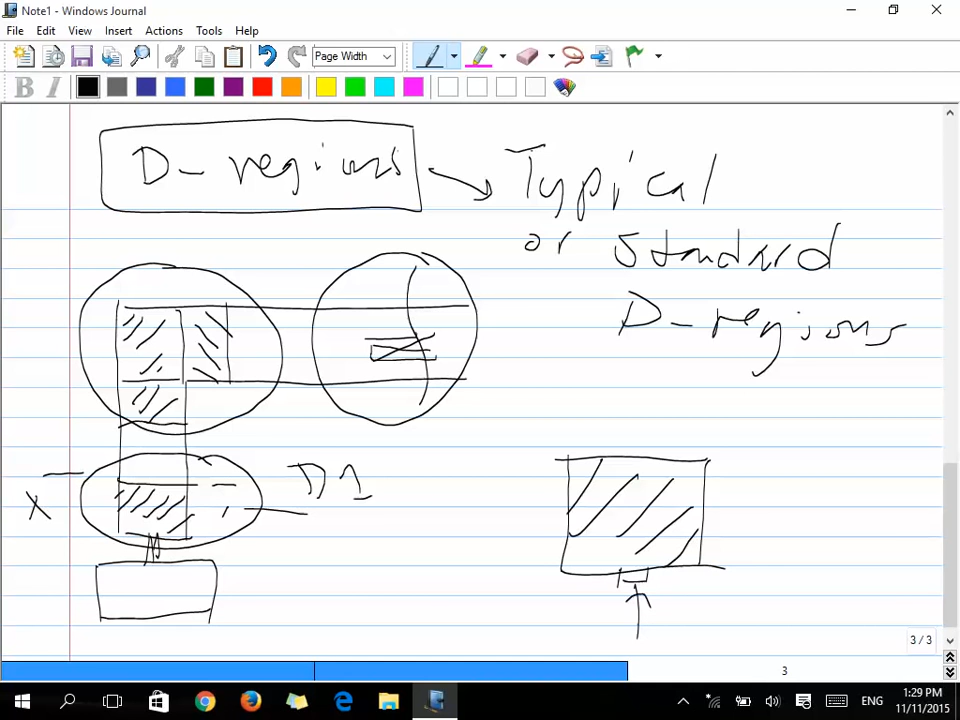 Note1 - Windows Journal
File Edit View Insert Actions Tools Help
Page Width
B I
D-regions
Typical
or Standard
D-regions
D1
X
3 / 3
3
ENG
1:29 PM
11/11/2015